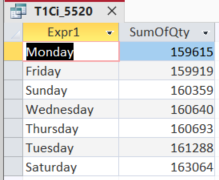 T1Ci_5520
Expr1 SumOfQty
Monday 159615
Friday 159919
Sunday 160359
Wednesday 160640
Thursday 160693
Tuesday 161288
Saturday 163064